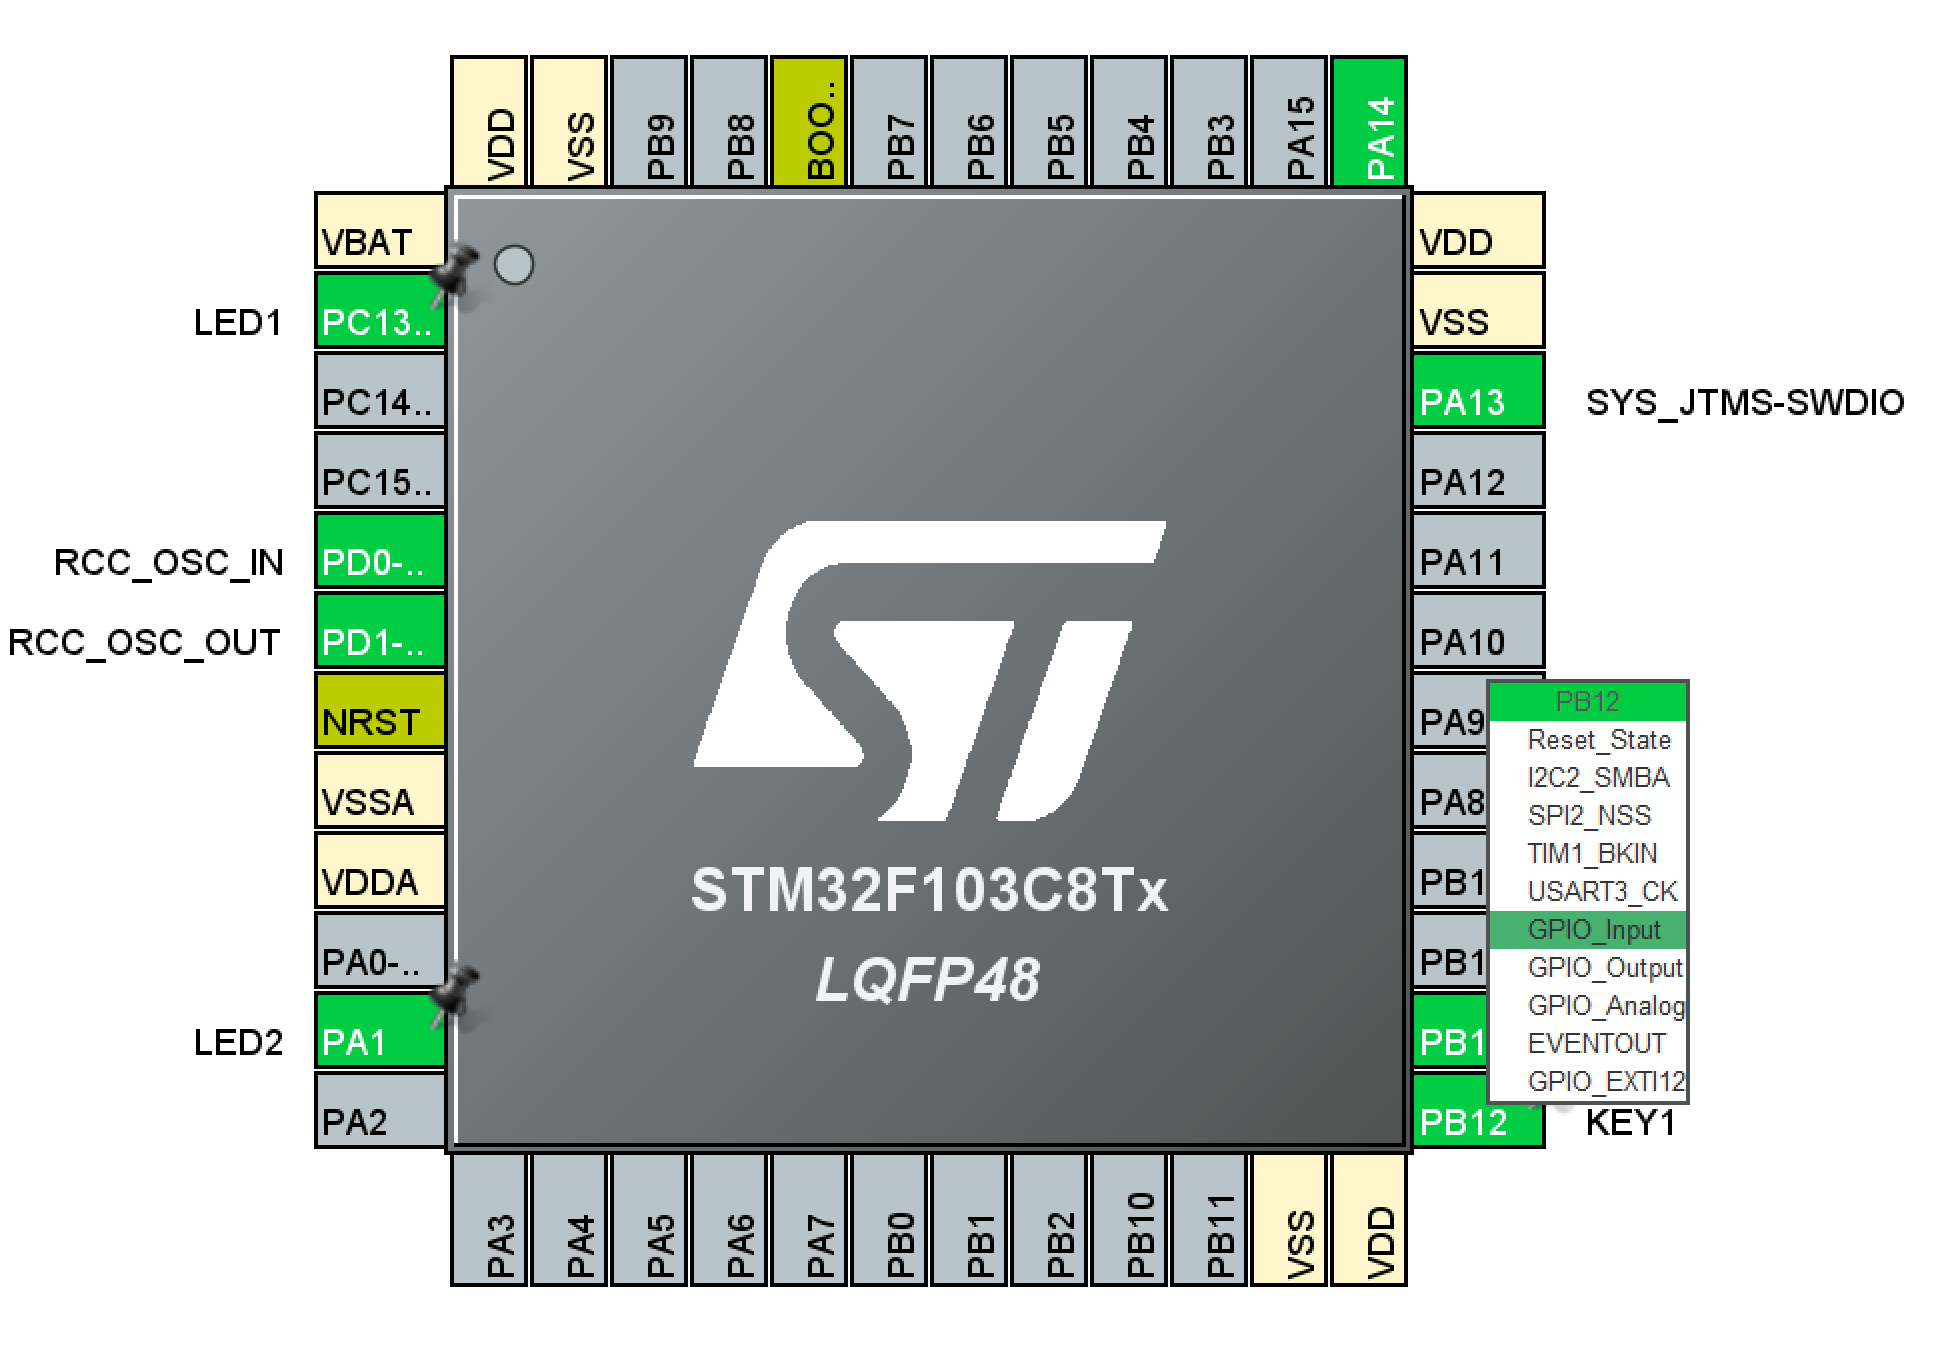 VDD
VSS
PB9
PB8
BOO..
PB7
PB6
PB5
PB4
PB3
PA15
PA14
VBAT
LED1 PC13..
PC14..
PC15..
RCC_OSC_IN PD0-..
RCC_OSC_OUT PD1-..
NRST
VSSA
VDDA
PA0-..
LED2 PA1
PA2
ST
STM32F103C8Tx
LQFP48
VDD
VSS
PA13 SYS_JTMS-SWDIO
PA12
PA11
PA10
PA9
PA8
PB1
PB1
PB1
PB12 KEY1
PB12
Reset_State
I2C2_SMBA
SPI2_NSS
TIM1_BKIN
USART3_CK
GPIO_Input
GPIO_Output
GPIO_Analog
EVENTOUT
GPIO_EXTI12
PA3
PA4
PA5
PA6
PA7
PB0
PB1
PB2
PB10
PB11
VSS
VDD